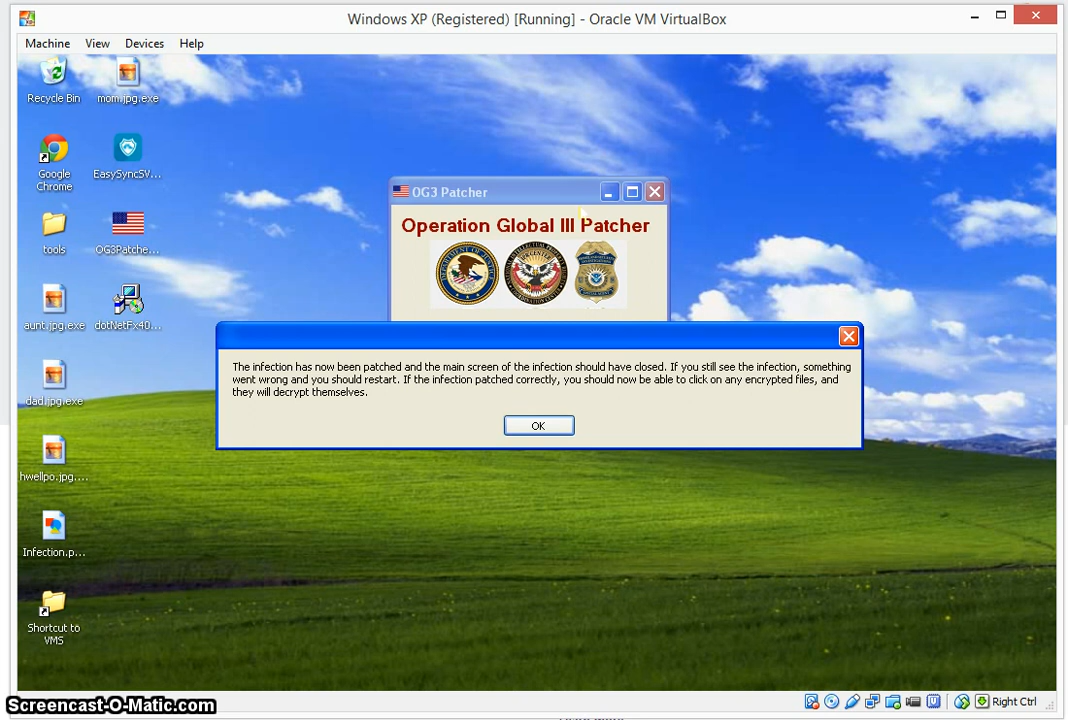 Windows XP (Registered) [Running] - Oracle VM VirtualBox
Machine View Devices Help
Recycle Bin
mom.jpg.exe
Google
Chrome
EasySyncSV...
tools
OG3Patche...
aunt.jpg.exe
dotNetFx40...
dad.jpg.exe
hwellpo.jpg....
Infection.p...
Shortcut to
VMS
OG3 Patcher
Operation Global III Patcher
The infection has now been patched and the main screen of the infection should have closed. If you still see the infection, something
went wrong and you should restart. If the infection patched correctly, you should now be able to click on any encrypted files, and
they will decrypt themselves.
OK
Screencast-O-Matic.com
Right Ctrl